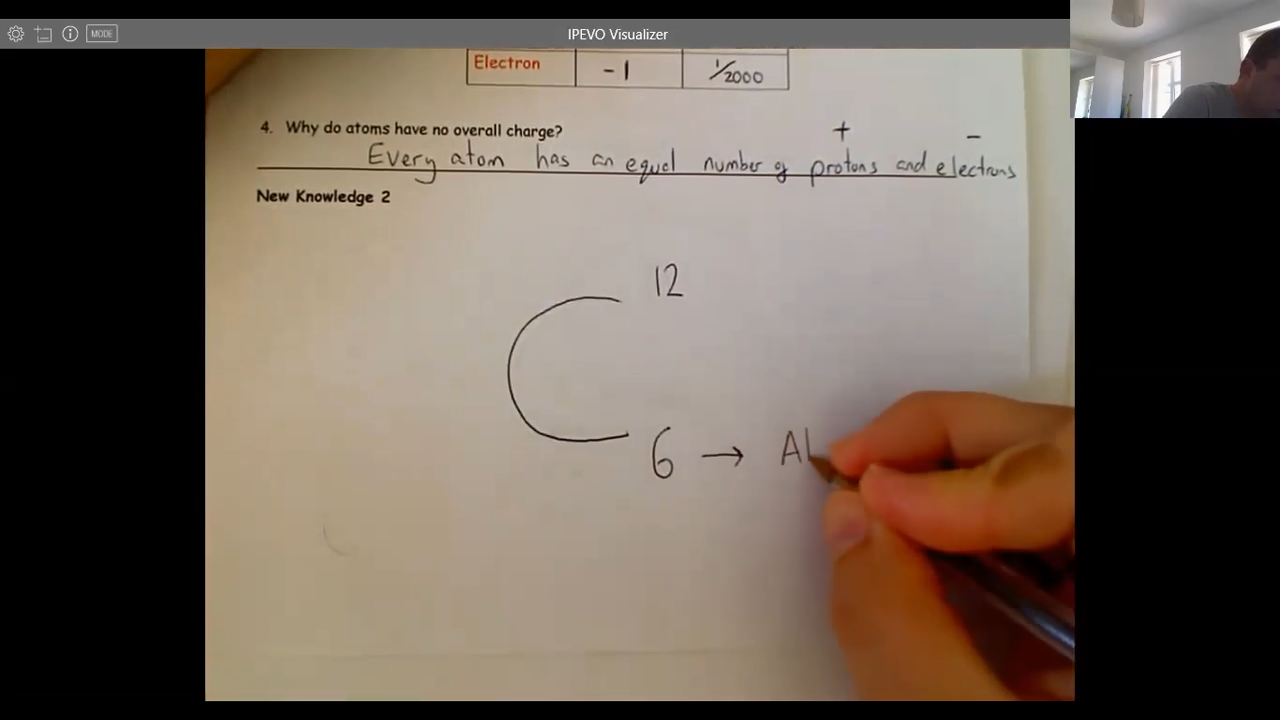 MODE
IPEVO Visualizer
Electron -1 1/2000
4. Why do atoms have no overall charge?
+ -
Every atom has an equal number of protons and electrons
New Knowledge 2
12
C
6 → At